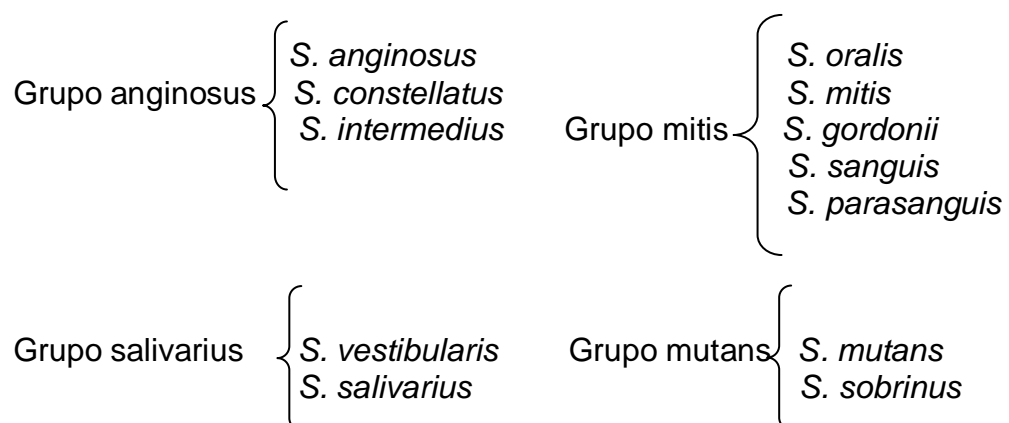 Grupo anginosus
S. anginosus
S. constellatus
S. intermedius
Grupo mitis
S. oralis
S. mitis
S. gordonii
S. sanguis
S. parasanguis
Grupo salivarius
S. vestibularis
S. salivarius
Grupo mutans
S. mutans
S. sobrinus